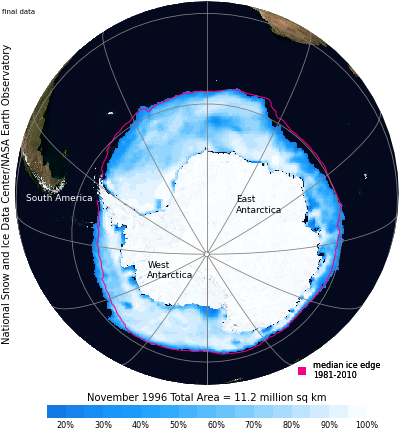 final data
National Snow and Ice Data Center/NASA Earth Observatory
South America
East
Antarctica
West
Antarctica
median ice edge
1981-2010
November 1996 Total Area = 11.2 million sq km
20% 30% 40% 50% 60% 70% 80% 90% 100%